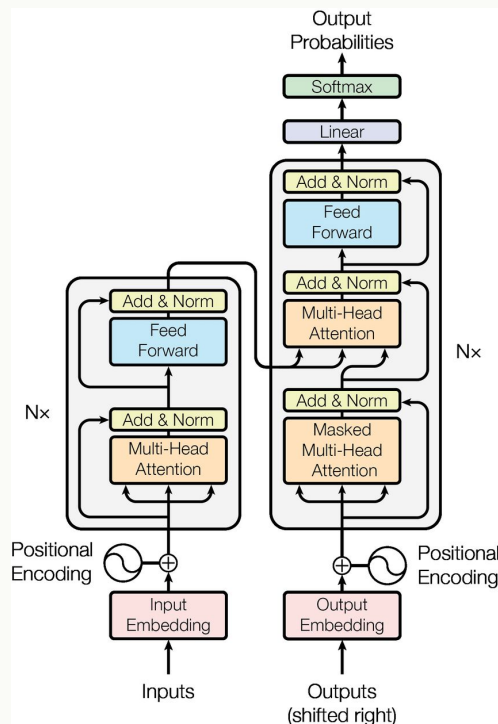 Output
Probabilities
Softmax
Linear
Add & Norm
Feed
Forward
Add & Norm
Multi-Head
Attention
Nx
Add & Norm
Masked
Multi-Head
Attention
Add & Norm
Feed
Forward
Nx
Add & Norm
Multi-Head
Attention
Positional
Encoding
Positional
Encoding
Input
Embedding
Output
Embedding
Inputs
Outputs
(shifted right)